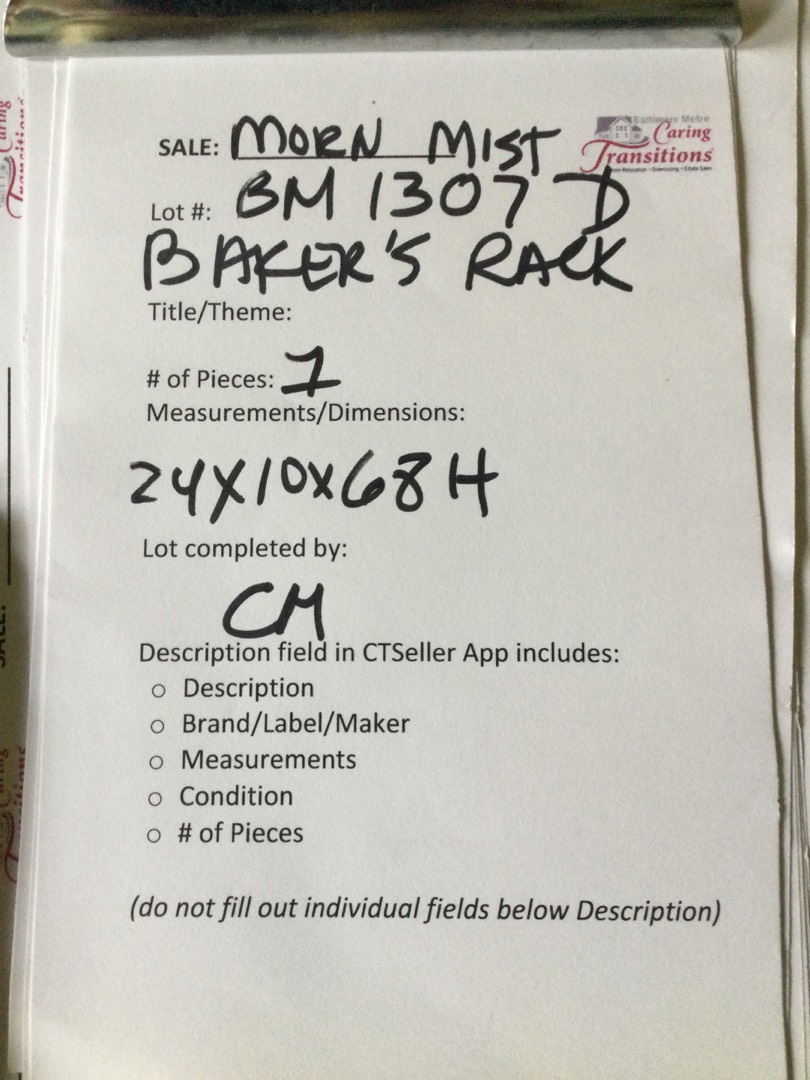 SALE: MORN MIST
Baltimore Metro
Caring
Transitions
Lot #: BM 1307 D
BAKER'S RACK
Title/Theme:
# of Pieces: 1
Measurements/Dimensions:
24X10X68H
Lot completed by:
CM
Description field in CTSeller App includes:
o Description
o Brand/Label/Maker
o Measurements
o Condition
o # of Pieces
(do not fill out individual fields below Description)